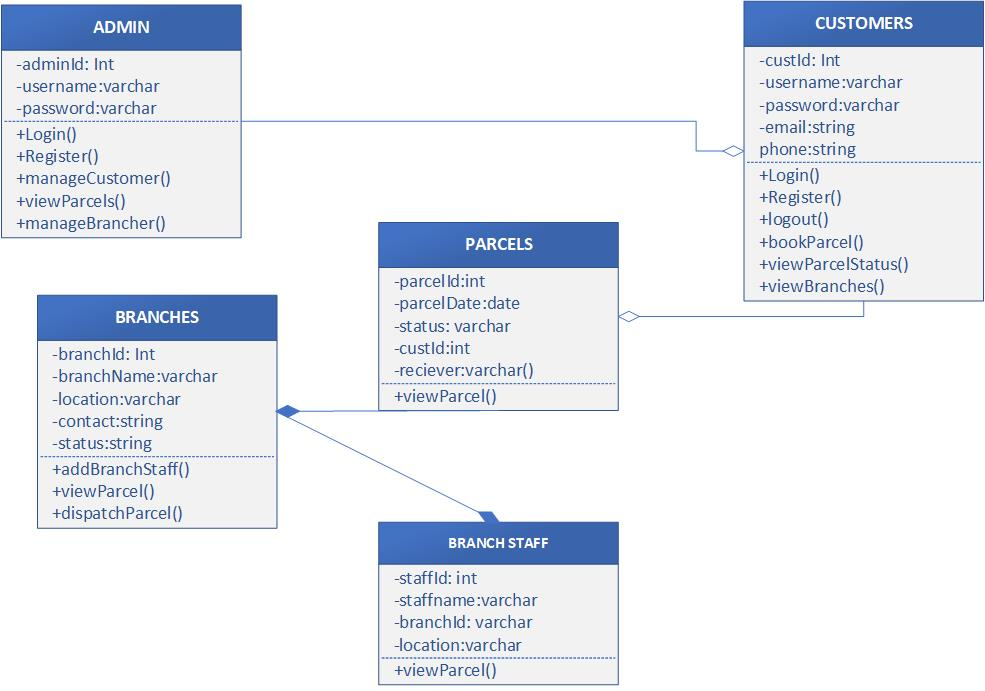 ADMIN
-adminId: Int
-username:varchar
-password:varchar
+Login()
+Register()
+manageCustomer()
+viewParcels()
+manageBrancher()
CUSTOMERS
-custId: Int
-username:varchar
-password:varchar
-email:string
phone:string
+Login()
+Register()
+logout()
+bookParcel()
+viewParcelStatus()
+viewBranches()
PARCELS
-parcelId:int
-parcelDate:date
-status: varchar
-custId:int
-reciever:varchar()
+viewParcel()
BRANCHES
-branchId: Int
-branchName:varchar
-location:varchar
-contact:string
-status:string
+addBranchStaff()
+viewParcel()
+dispatchParcel()
BRANCH STAFF
-staffId: int
-staffname:varchar
-branchId: varchar
-location:varchar
+viewParcel()